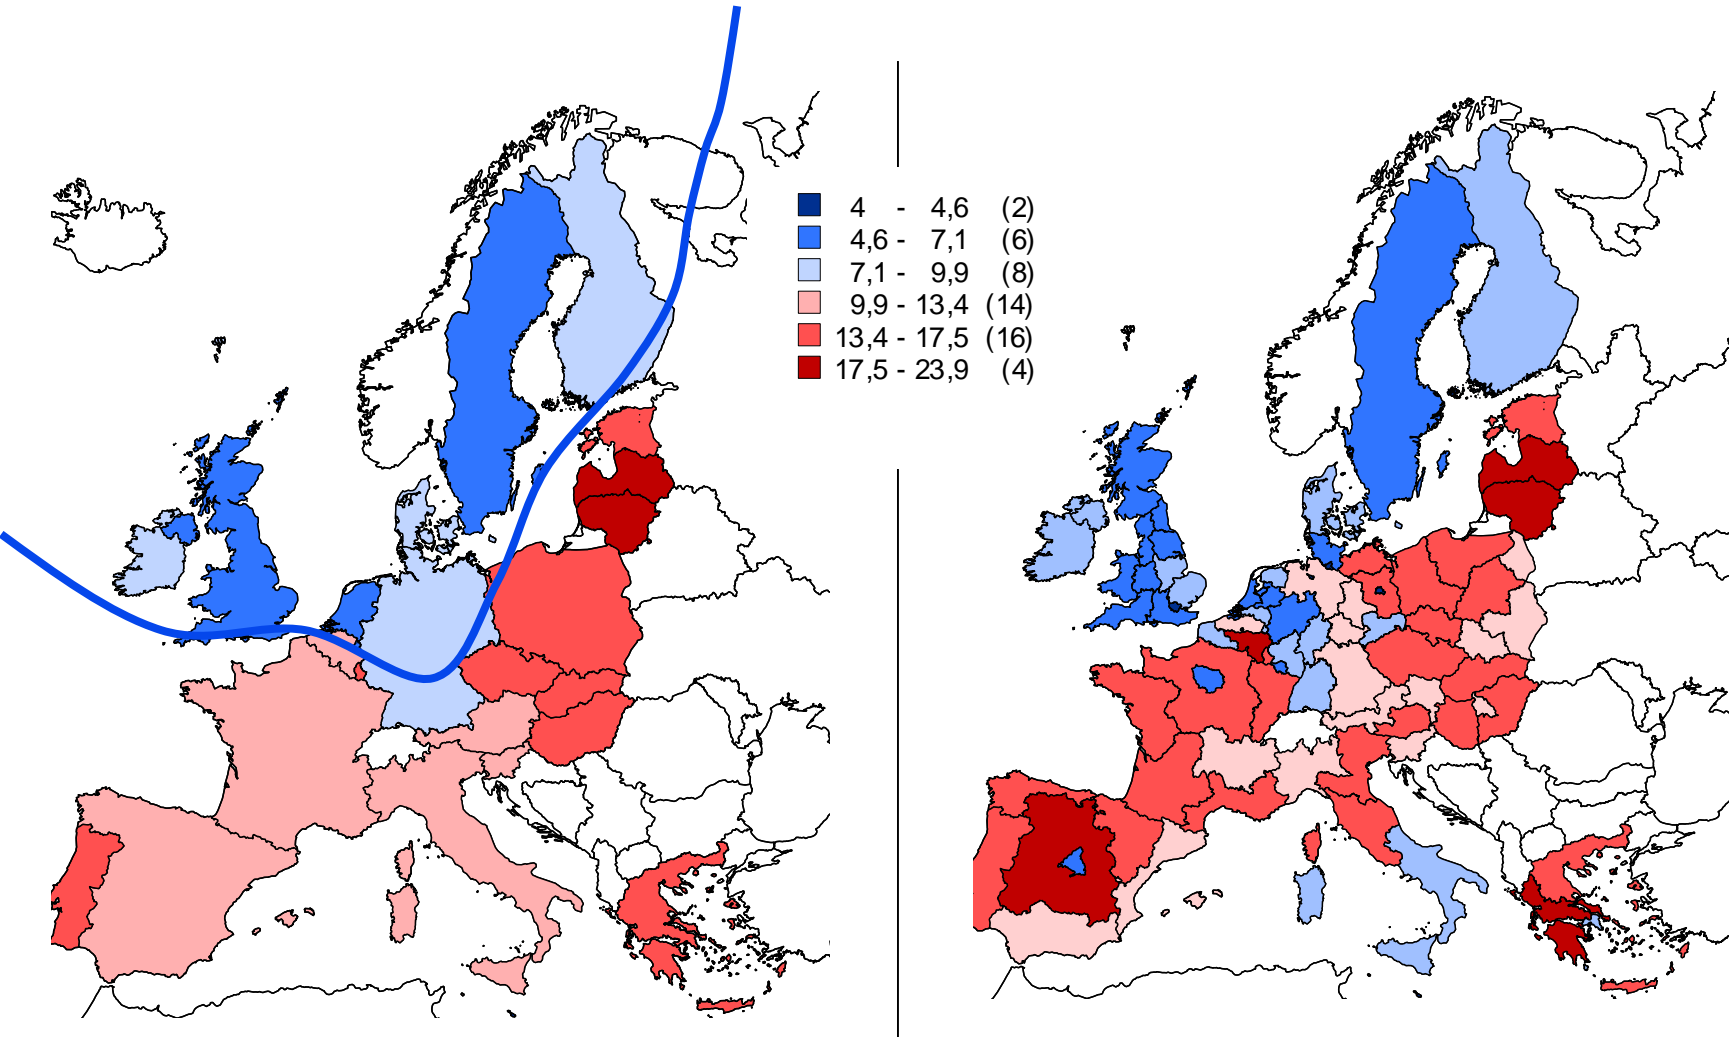 4 - 4,6 (2)
4,6 - 7,1 (6)
7,1 - 9,9 (8)
9,9 - 13,4 (14)
13,4 - 17,5 (16)
17,5 - 23,9 (4)